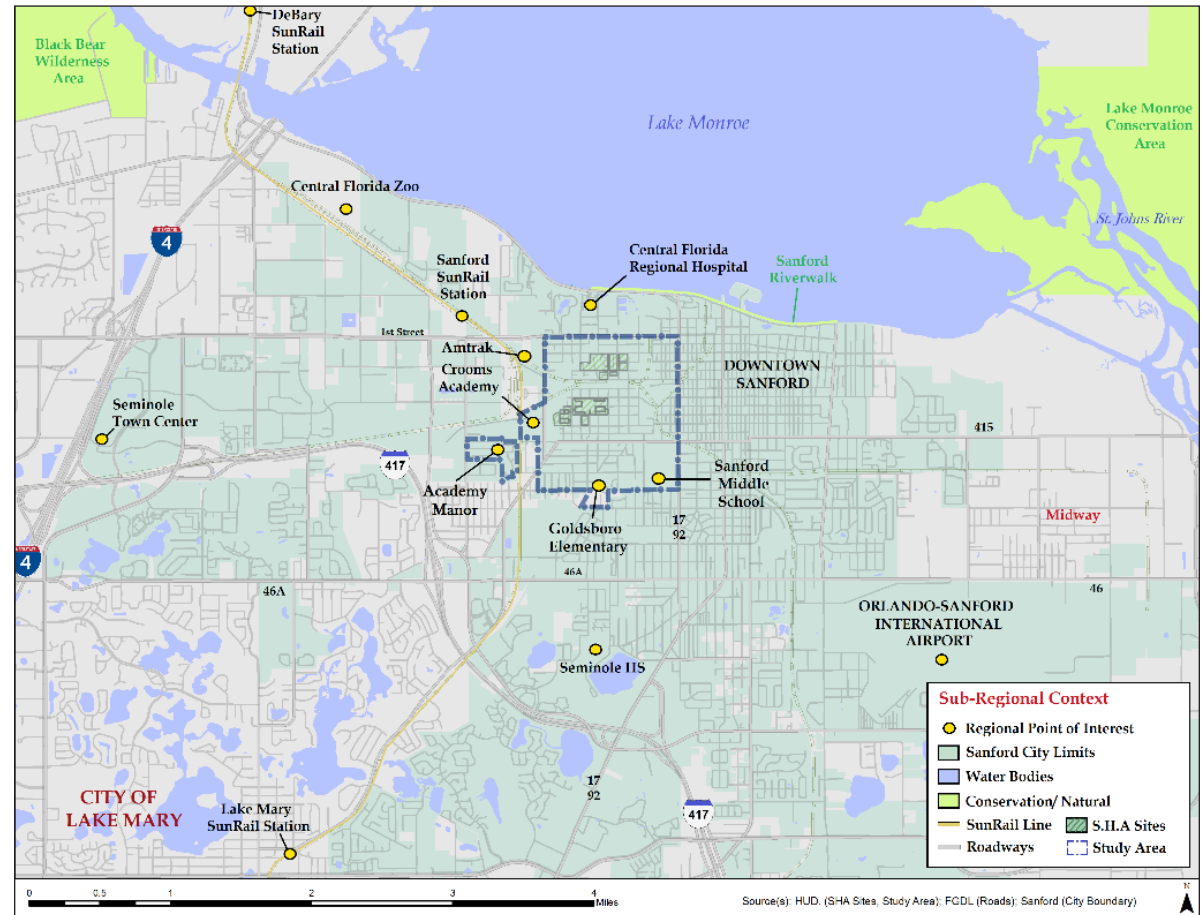 DeBary
SunRail
Station
Black Bear
Wilderness
Area
Lake Monroe
Lake Monroe
Conservation
Area
St. Johns River
Central Florida Zoo
4
Sanford
SunRail
Station
Central Florida
Regional Hospital
Sanford
Riverwalk
1st Street
Amtrak
Crooms
Academy
DOWNTOWN
SANFORD
Seminole
Town Center
415
417
Academy
Manor
Sanford
Middle
School
Goldsboro
Elementary
17
92
Midway
4
46A
46A
46
ORLANDO-SANFORD
INTERNATIONAL
AIRPORT
Seminole HS
Sub-Regional Context
Regional Point of Interest
Sanford City Limits
Water Bodies
Conservation/ Natural
SunRail Line
S.H.A Sites
Roadways
Study Area
17
92
417
CITY OF
LAKE MARY
Lake Mary
SunRail Station
0 0.5 1 2 3 4
Miles
Source(s): HUD. (SHA Sites, Study Area); FGDL (Roads); Sanford (City Boundary)
N